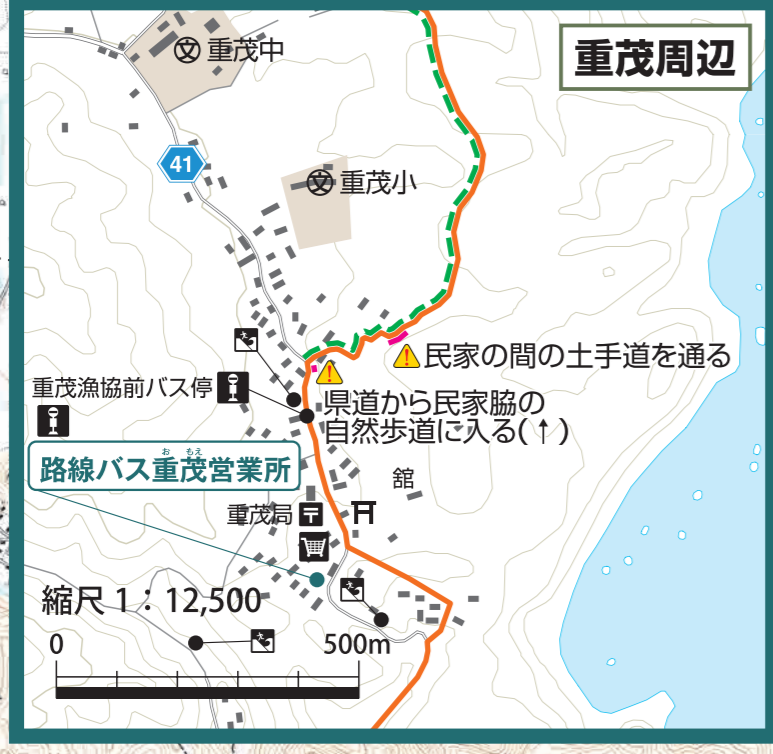 重茂周辺
文 重茂中
41
文 重茂小
民家の間の土手道を通る
重茂漁協前バス停
県道から民家脇の
自然歩道に入る(↑)
お もえ
路線バス重茂営業所
舘
重茂局 〒
縮尺 1：12,500
0 500m